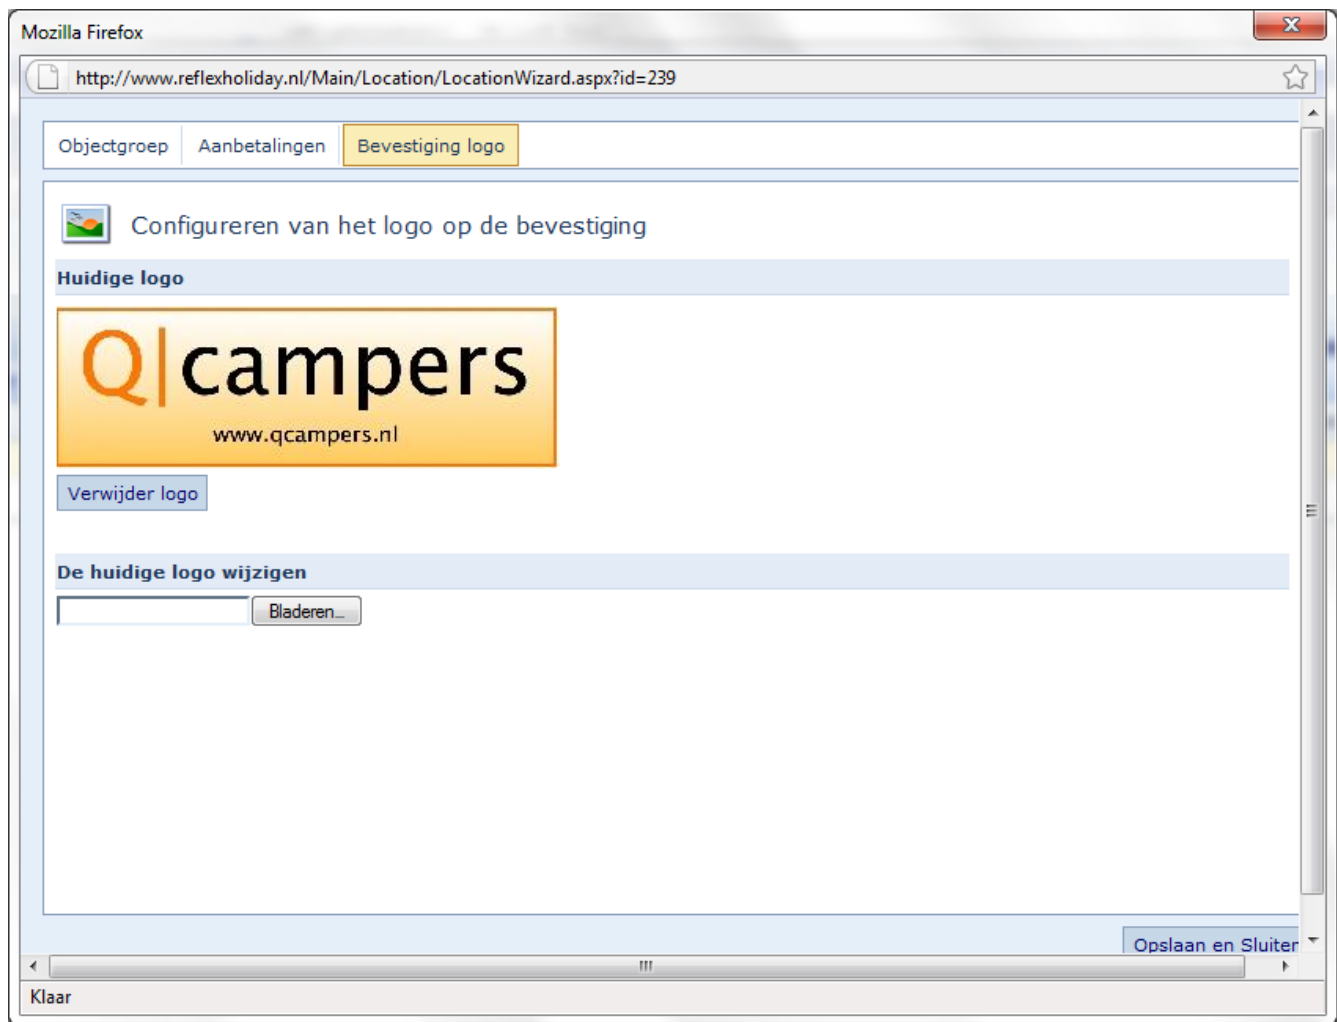 Mozilla Firefox
http://www.reflexholiday.nl/Main/Location/LocationWizard.aspx?id=239
Objectgroep Aanbetalingen Bevestiging logo
Configureren van het logo op de bevestiging
Huidige logo
Q|campers
www.qcampers.nl
Verwijder logo
De huidige logo wijzigen
Bladeren...
Opslaan en Sluiten
Klaar